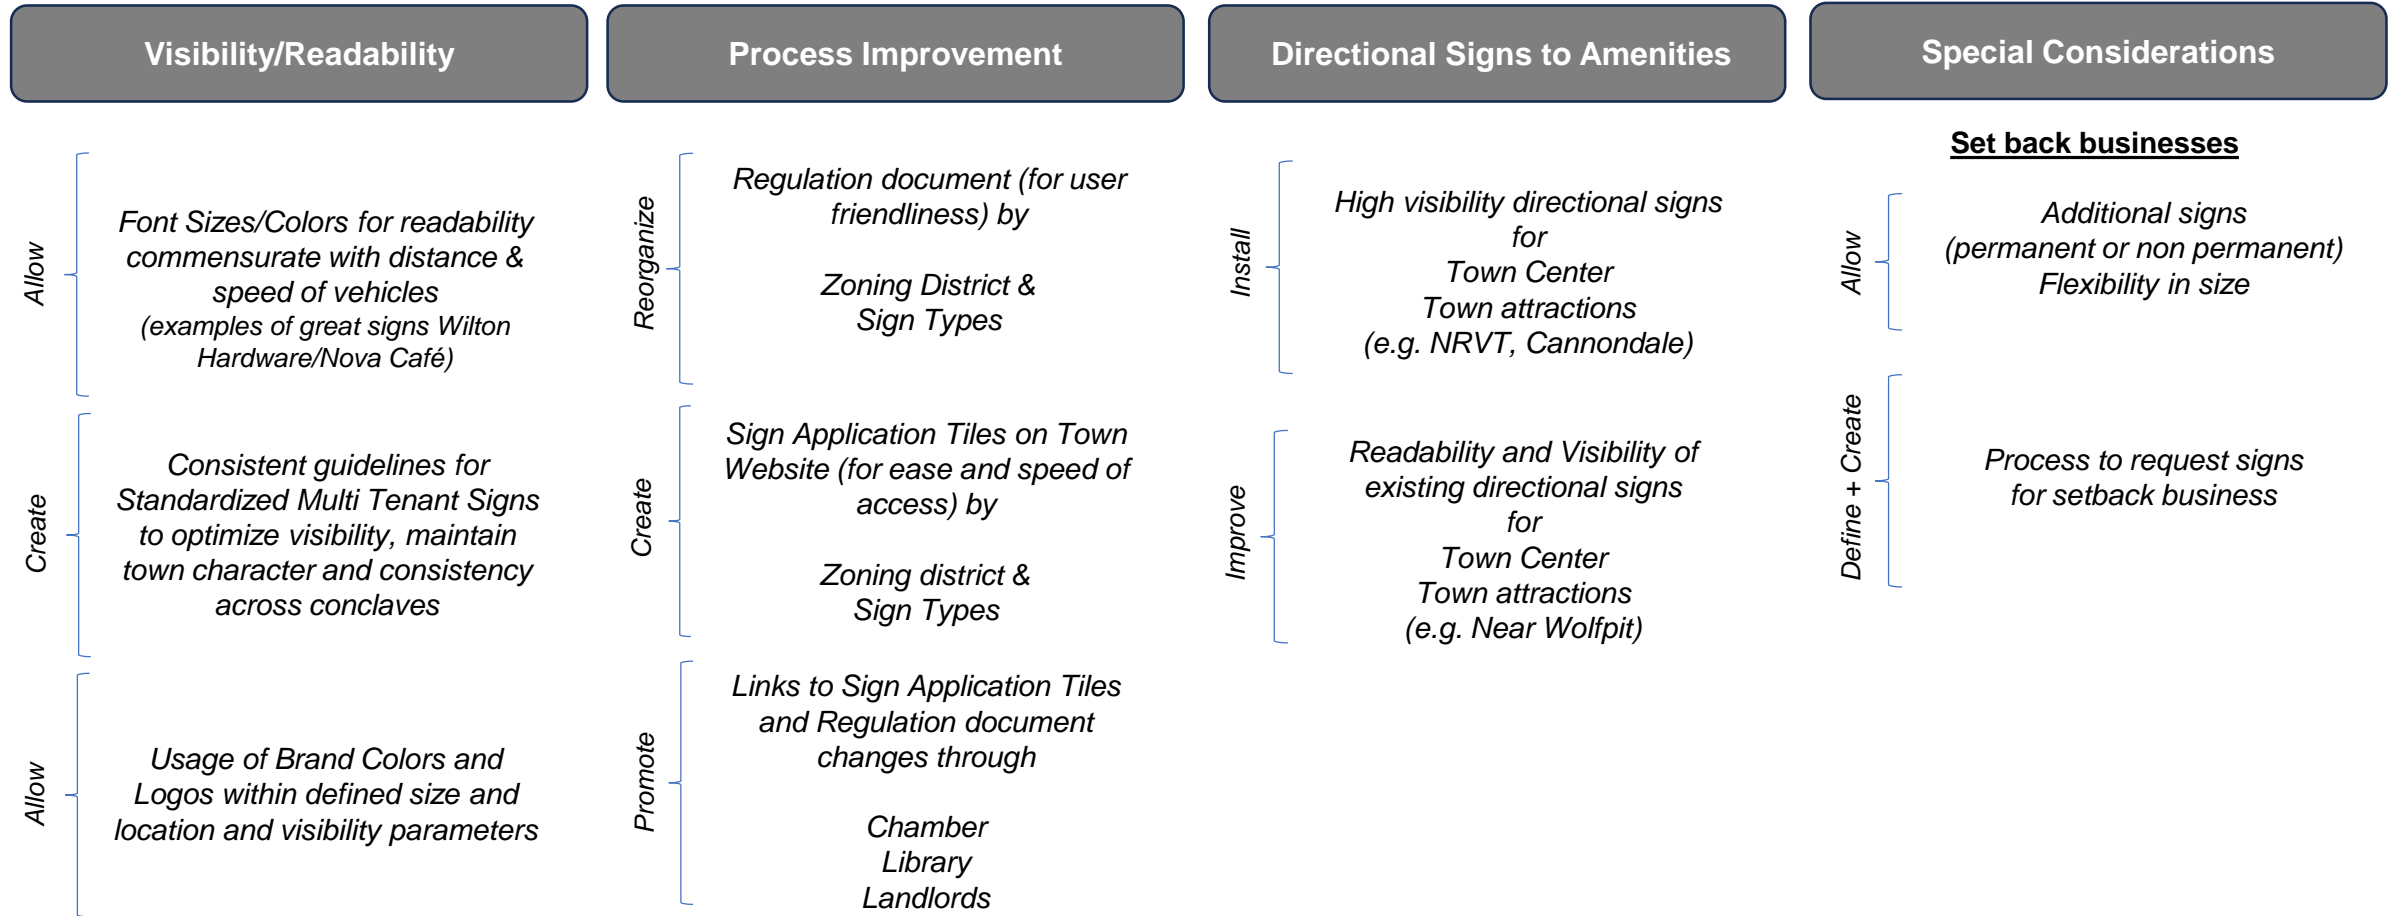 Visibility/Readability
Allow
Font Sizes/Colors for readability
commensurate with distance &
speed of vehicles
(examples of great signs Wilton
Hardware/Nova Café)
Create
Consistent guidelines for
Standardized Multi Tenant Signs
to optimize visibility, maintain
town character and consistency
across conclaves
Allow
Usage of Brand Colors and
Logos within defined size and
location and visibility parameters
Process Improvement
Reorganize
Regulation document (for user
friendliness) by
Zoning District &
Sign Types
Create
Sign Application Tiles on Town
Website (for ease and speed of
access) by
Zoning district &
Sign Types
Promote
Links to Sign Application Tiles
and Regulation document
changes through
Chamber
Library
Landlords
Directional Signs to Amenities
Install
High visibility directional signs
for
Town Center
Town attractions
(e.g. NRVT, Cannondale)
Improve
Readability and Visibility of
existing directional signs
for
Town Center
Town attractions
(e.g. Near Wolfpit)
Special Considerations
Set back businesses
Allow
Additional signs
(permanent or non permanent)
Flexibility in size
Define + Create
Process to request signs
for setback business